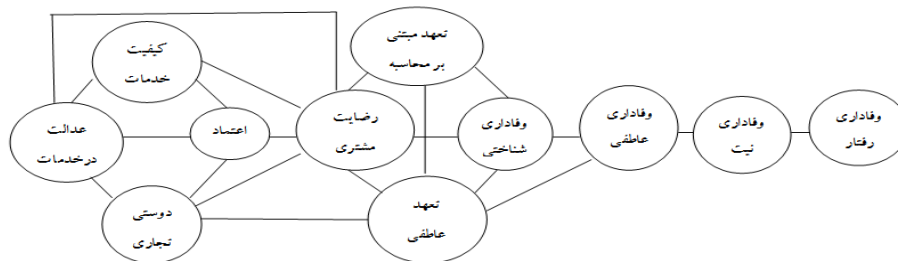 کیفیت
خدمات
تعهد مبتنی
بر محاسبه
عدالت
درخدمات
اعتماد
رضایت
مشتری
وفاداری
شناختی
وفاداری
عاطفی
وفاداری
نیت
وفاداری
رفتار
دوستی
تجاری
تعهد
عاطفی